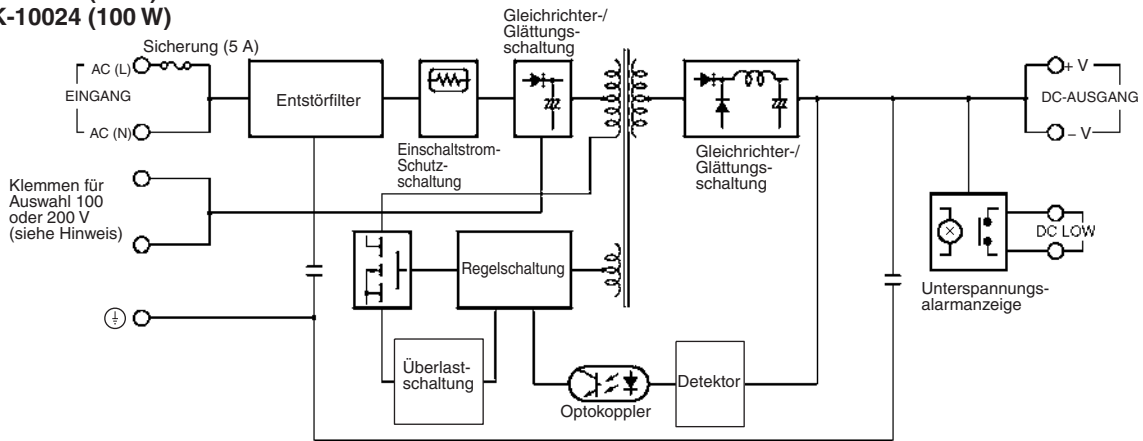 K-10024 (100 W)
Sicherung (5 A)
Gleichrichter-/
Glättungs-
schaltung
AC (L)
EINGANG
AC (N)
Entstörfilter
Einschaltstrom-
Schutz-
schaltung
Gleichrichter-/
Glättungs-
schaltung
+ V
DC-AUSGANG
– V
Klemmen für
Auswahl 100
oder 200 V
(siehe Hinweis)
DC LOW
Unterspannungs-
alarmanzeige
Regelschaltung
Überlast-
schaltung
Optokoppler
Detektor